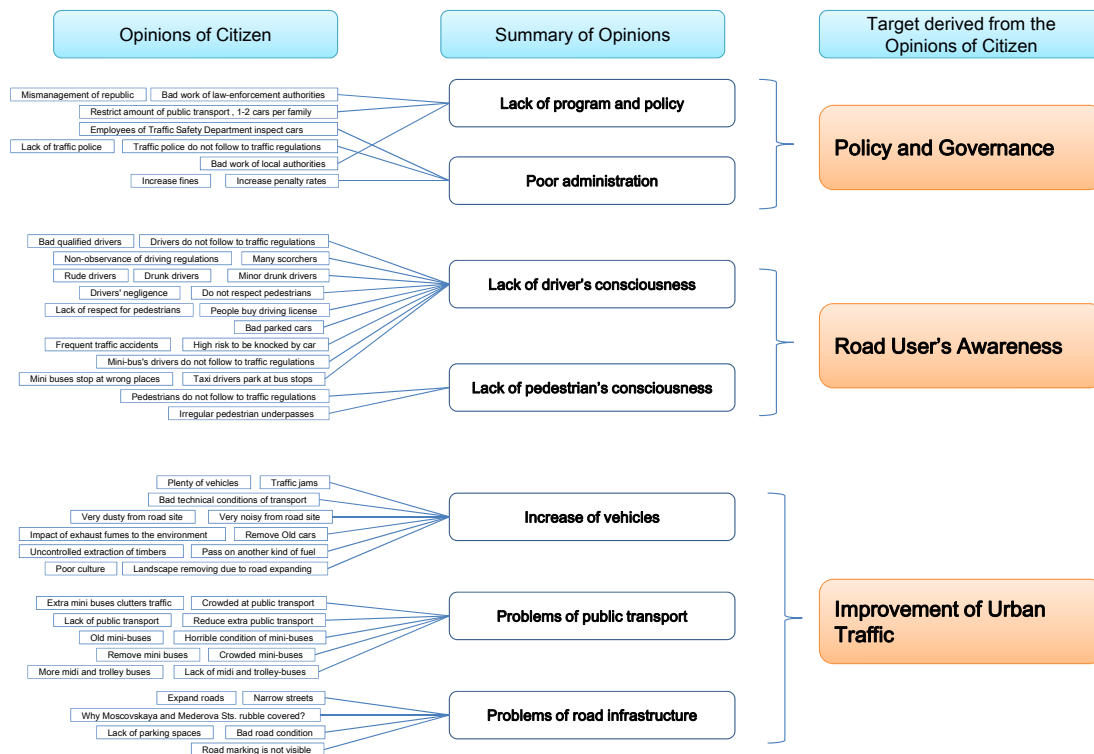 Opinions of Citizen
Summary of Opinions
Target derived from the
Opinions of Citizen
Mismanagement of republic
Bad work of law-enforcement authorities
Restrict amount of public transport , 1-2 cars per family
Employees of Traffic Safety Department inspect cars
Lack of traffic police
Traffic police do not follow to traffic regulations
Bad work of local authorities
Increase fines
Increase penalty rates
Lack of program and policy
Poor administration
Policy and Governance
Bad qualified drivers
Drivers do not follow to traffic regulations
Non-observance of driving regulations
Many scorchers
Rude drivers
Drunk drivers
Minor drunk drivers
Drivers' negligence
Do not respect pedestrians
Lack of respect for pedestrians
People buy driving license
Bad parked cars
Frequent traffic accidents
High risk to be knocked by car
Mini-bus's drivers do not follow to traffic regulations
Mini buses stop at wrong places
Taxi drivers park at bus stops
Pedestrians do not follow to traffic regulations
Irregular pedestrian underpasses
Lack of driver's consciousness
Lack of pedestrian's consciousness
Road User's Awareness
Plenty of vehicles
Traffic jams
Bad technical conditions of transport
Very dusty from road site
Very noisy from road site
Impact of exhaust fumes to the environment
Remove Old cars
Uncontrolled extraction of timbers
Pass on another kind of fuel
Poor culture
Landscape removing due to road expanding
Increase of vehicles
Extra mini buses clutters traffic
Crowded at public transport
Lack of public transport
Reduce extra public transport
Old mini-buses
Horrible condition of mini-buses
Remove mini buses
Crowded mini-buses
More midi and trolley buses
Lack of midi and trolley-buses
Problems of public transport
Expand roads
Narrow streets
Why Moscovskaya and Mederova Sts. rubble covered?
Lack of parking spaces
Bad road condition
Road marking is not visible
Problems of road infrastructure
Improvement of Urban
Traffic